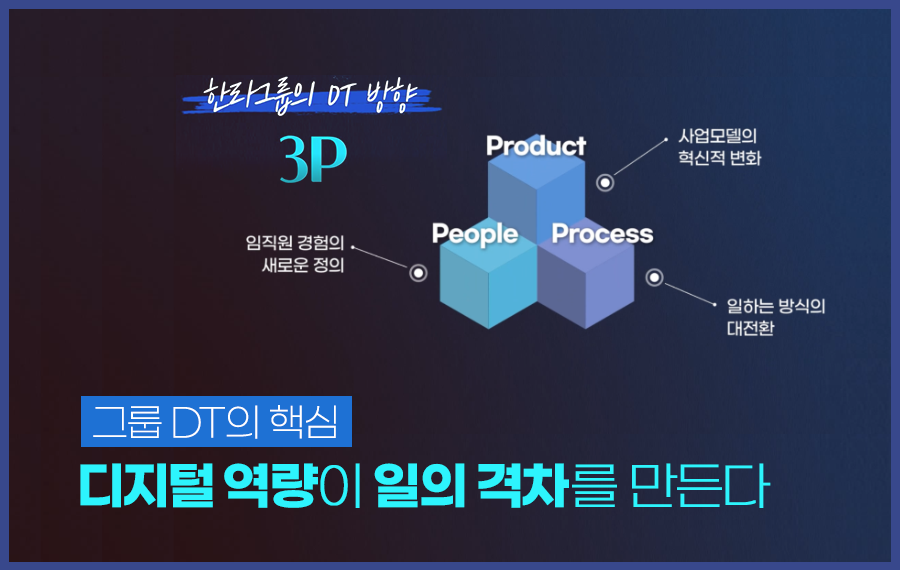 한라그룹의 DT 방향
3P
Product
사업모델의
혁신적 변화
People
Process
임직원 경험의
새로운 정의
일하는 방식의
대전환
그룹 DT의 핵심
디지털 역량이 일의 격차를 만든다